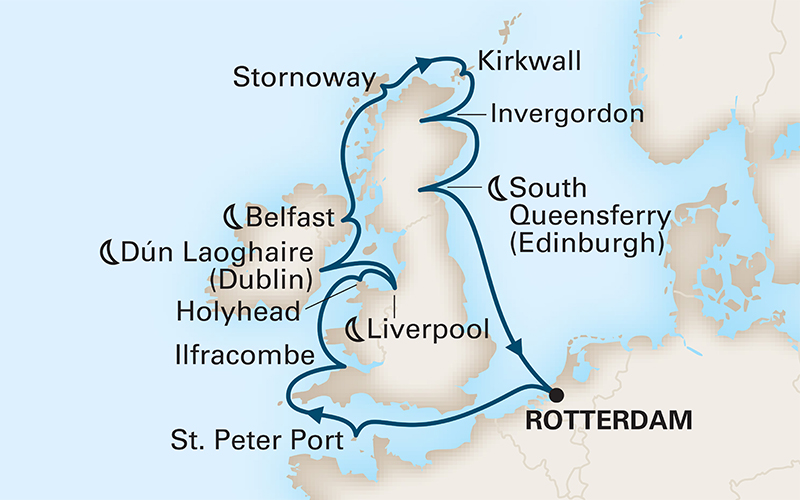 Kirkwall
Stornoway
Invergordon
South
Queensferry
(Edinburgh)
Belfast
Dún Laoghaire
(Dublin)
Holyhead
Liverpool
Ilfracombe
ROTTERDAM
St. Peter Port